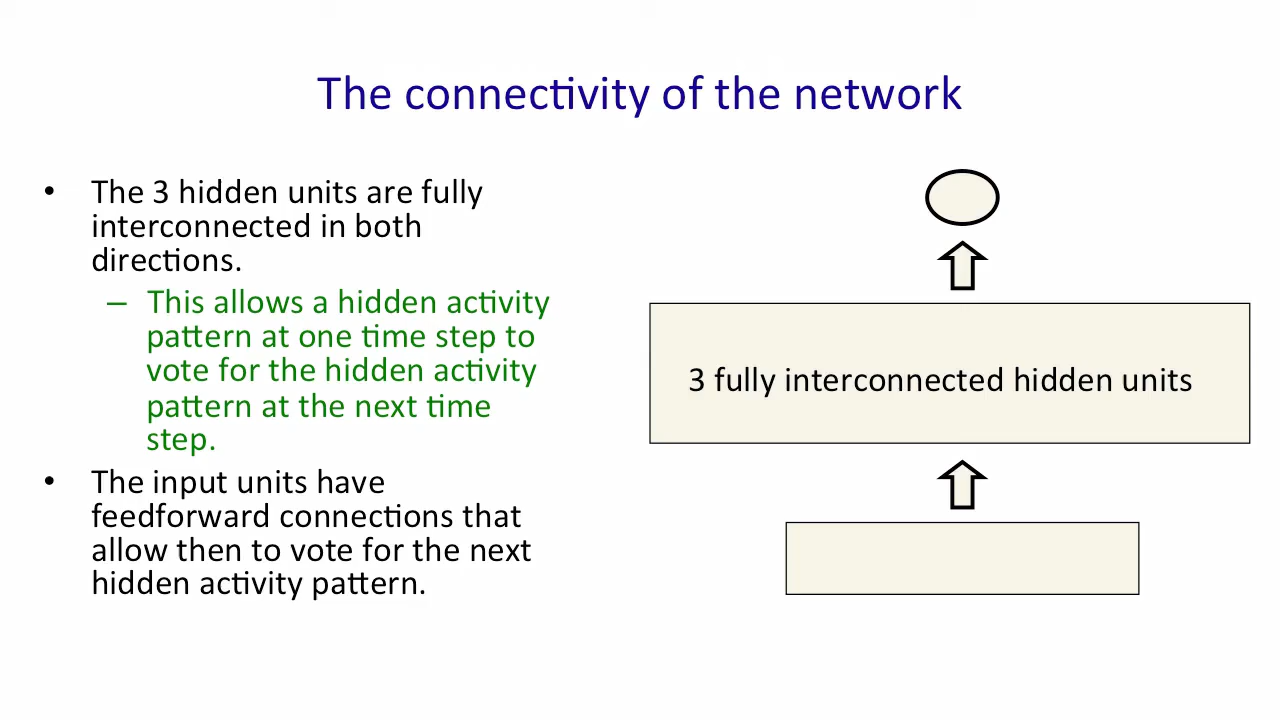 The connectivity of the network
• The 3 hidden units are fully
interconnected in both
directions.
– This allows a hidden activity
pattern at one time step to
vote for the hidden activity
pattern at the next time
step.
• The input units have
feedforward connections that
allow then to vote for the next
hidden activity pattern.
3 fully interconnected hidden units